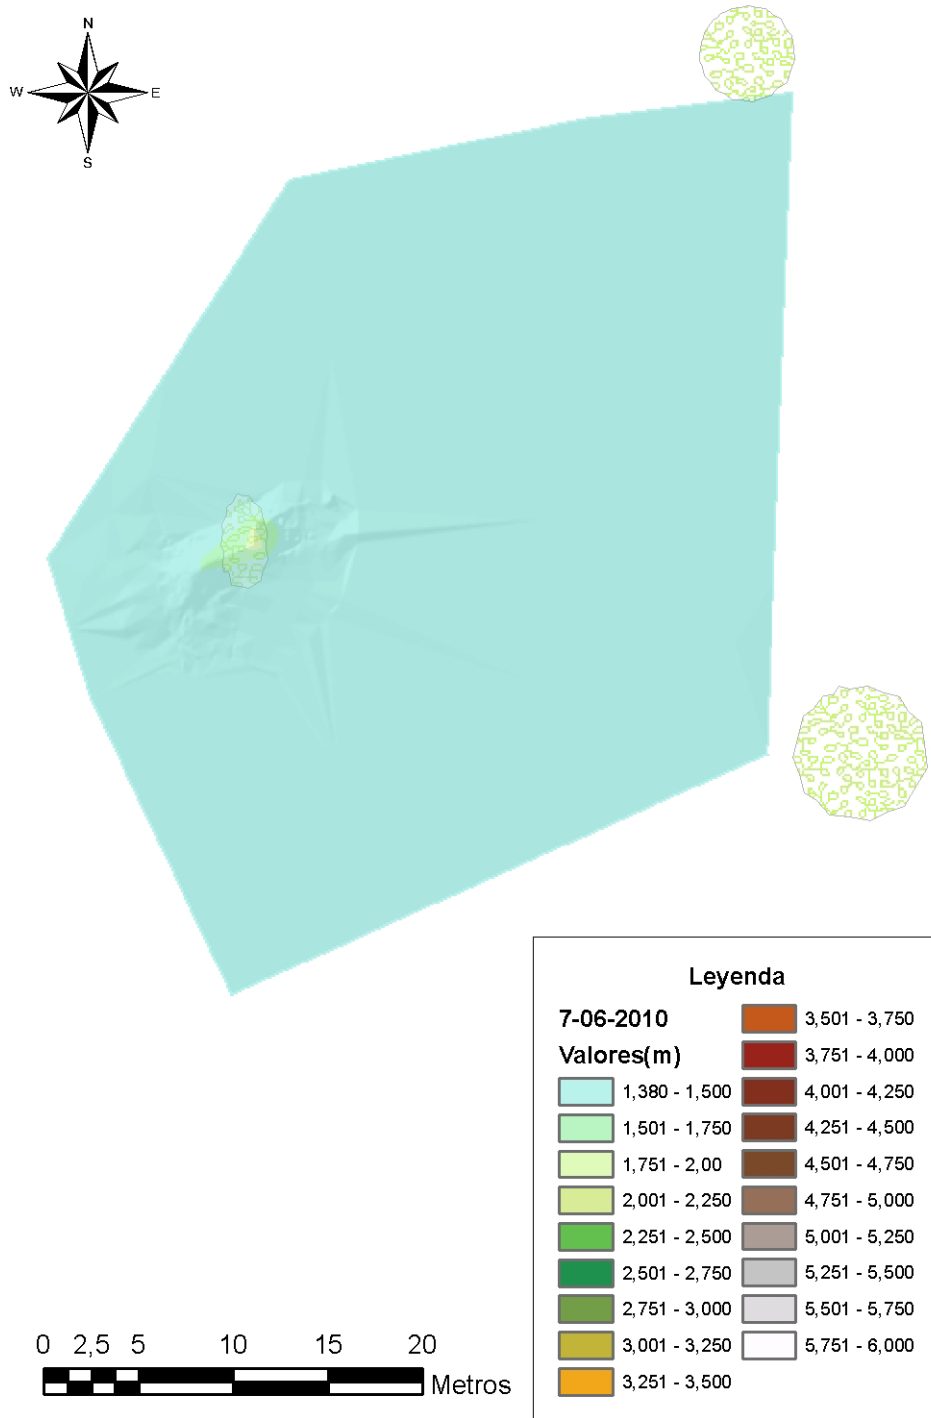 N
W E
S
Leyenda
7-06-2010
Valores(m)
1,380 - 1,500
1,501 - 1,750
1,751 - 2,00
2,001 - 2,250
2,251 - 2,500
2,501 - 2,750
2,751 - 3,000
3,001 - 3,250
3,251 - 3,500
3,501 - 3,750
3,751 - 4,000
4,001 - 4,250
4,251 - 4,500
4,501 - 4,750
4,751 - 5,000
5,001 - 5,250
5,251 - 5,500
5,501 - 5,750
5,751 - 6,000
0 2,5 5 10 15 20
Metros